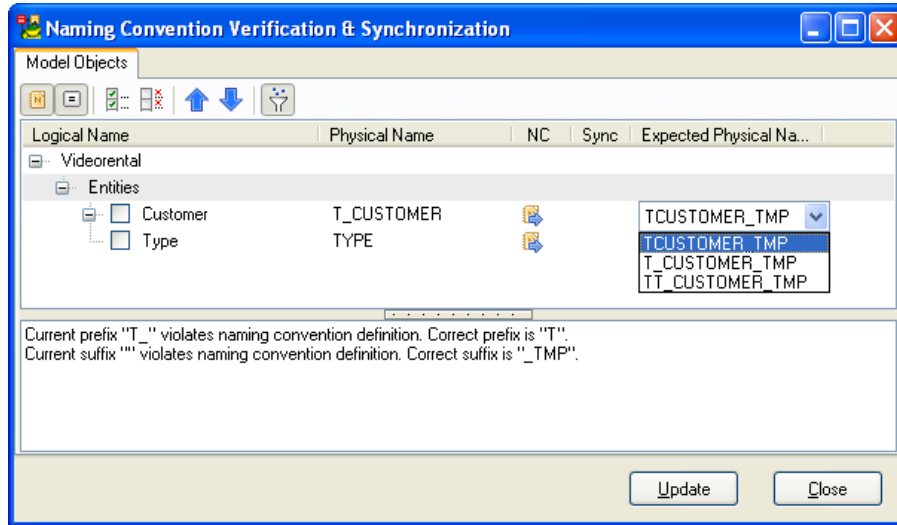 Naming Convention Verification & Synchronization
Model Objects
Logical Name Physical Name NC Sync Expected Physical Na...
Videorental
Entities
Customer T_CUSTOMER TCUSTOMER_TMP
Type TYPE TCUSTOMER_TMP
T_CUSTOMER_TMP
TT_CUSTOMER_TMP
Current prefix "T_" violates naming convention definition. Correct prefix is "T".
Current suffix "" violates naming convention definition. Correct suffix is "_TMP".
Update Close